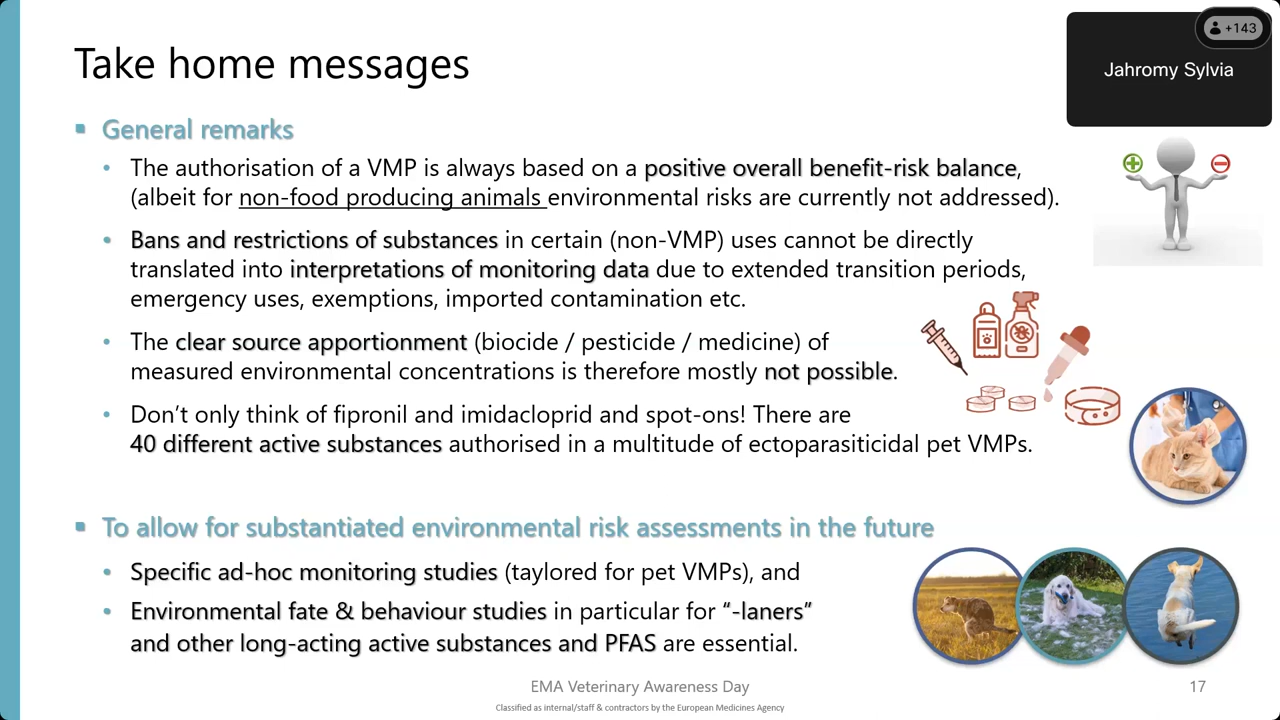 Take home messages
+143
Jahromy Sylvia
General remarks
The authorisation of a VMP is always based on a positive overall benefit-risk balance,
(albeit for non-food producing animals environmental risks are currently not addressed).
Bans and restrictions of substances in certain (non-VMP) uses cannot be directly
translated into interpretations of monitoring data due to extended transition periods,
emergency uses, exemptions, imported contamination etc.
The clear source apportionment (biocide / pesticide / medicine) of
measured environmental concentrations is therefore mostly not possible.
Don’t only think of fipronil and imidacloprid and spot-ons! There are
40 different active substances authorised in a multitude of ectoparasiticidal pet VMPs.
To allow for substantiated environmental risk assessments in the future
Specific ad-hoc monitoring studies (taylored for pet VMPs), and
Environmental fate & behaviour studies in particular for “-laners”
and other long-acting active substances and PFAS are essential.
EMA Veterinary Awareness Day
17
Classified as internal/staff & contractors by the European Medicines Agency